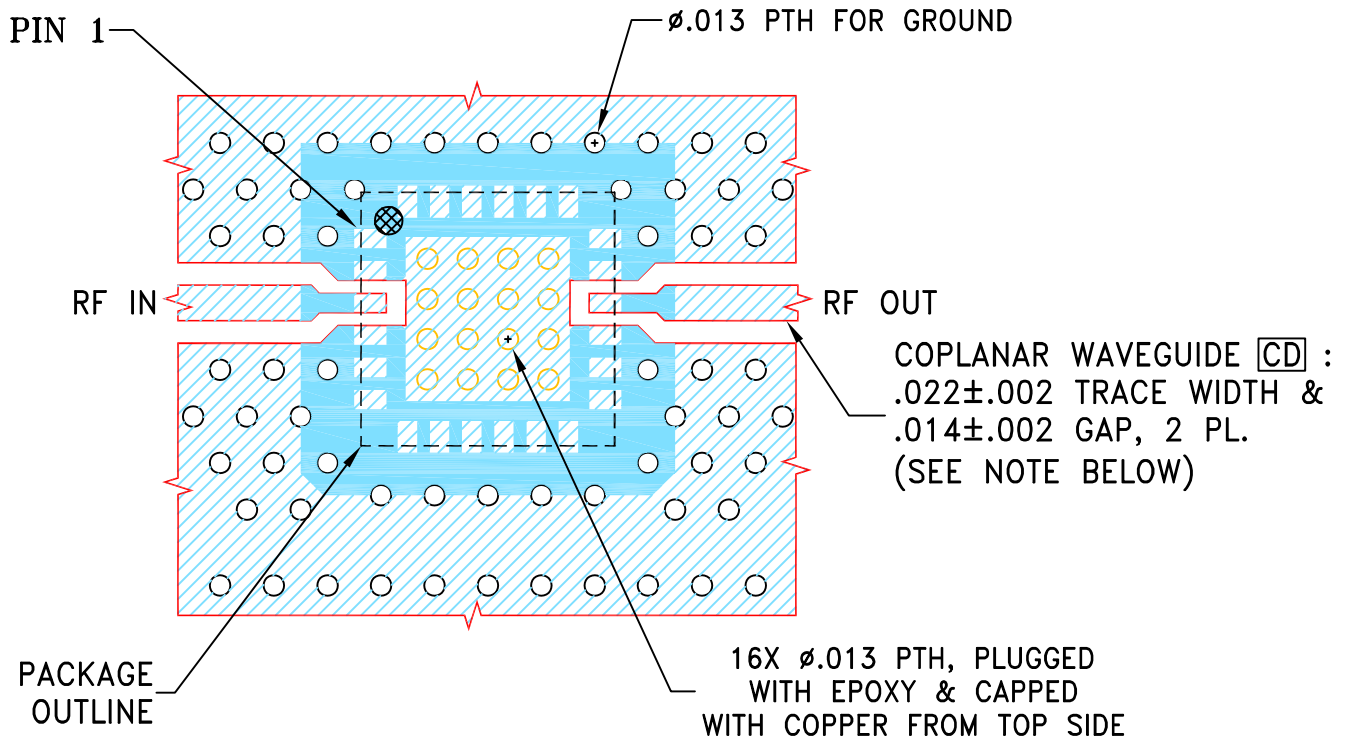 PIN 1
ø.013 PTH FOR GROUND
RF IN
RF OUT
COPLANAR WAVEGUIDE CD :
.022±.002 TRACE WIDTH &
.014±.002 GAP, 2 PL.
(SEE NOTE BELOW)
PACKAGE
OUTLINE
16X ø.013 PTH, PLUGGED
WITH EPOXY & CAPPED
WITH COPPER FROM TOP SIDE